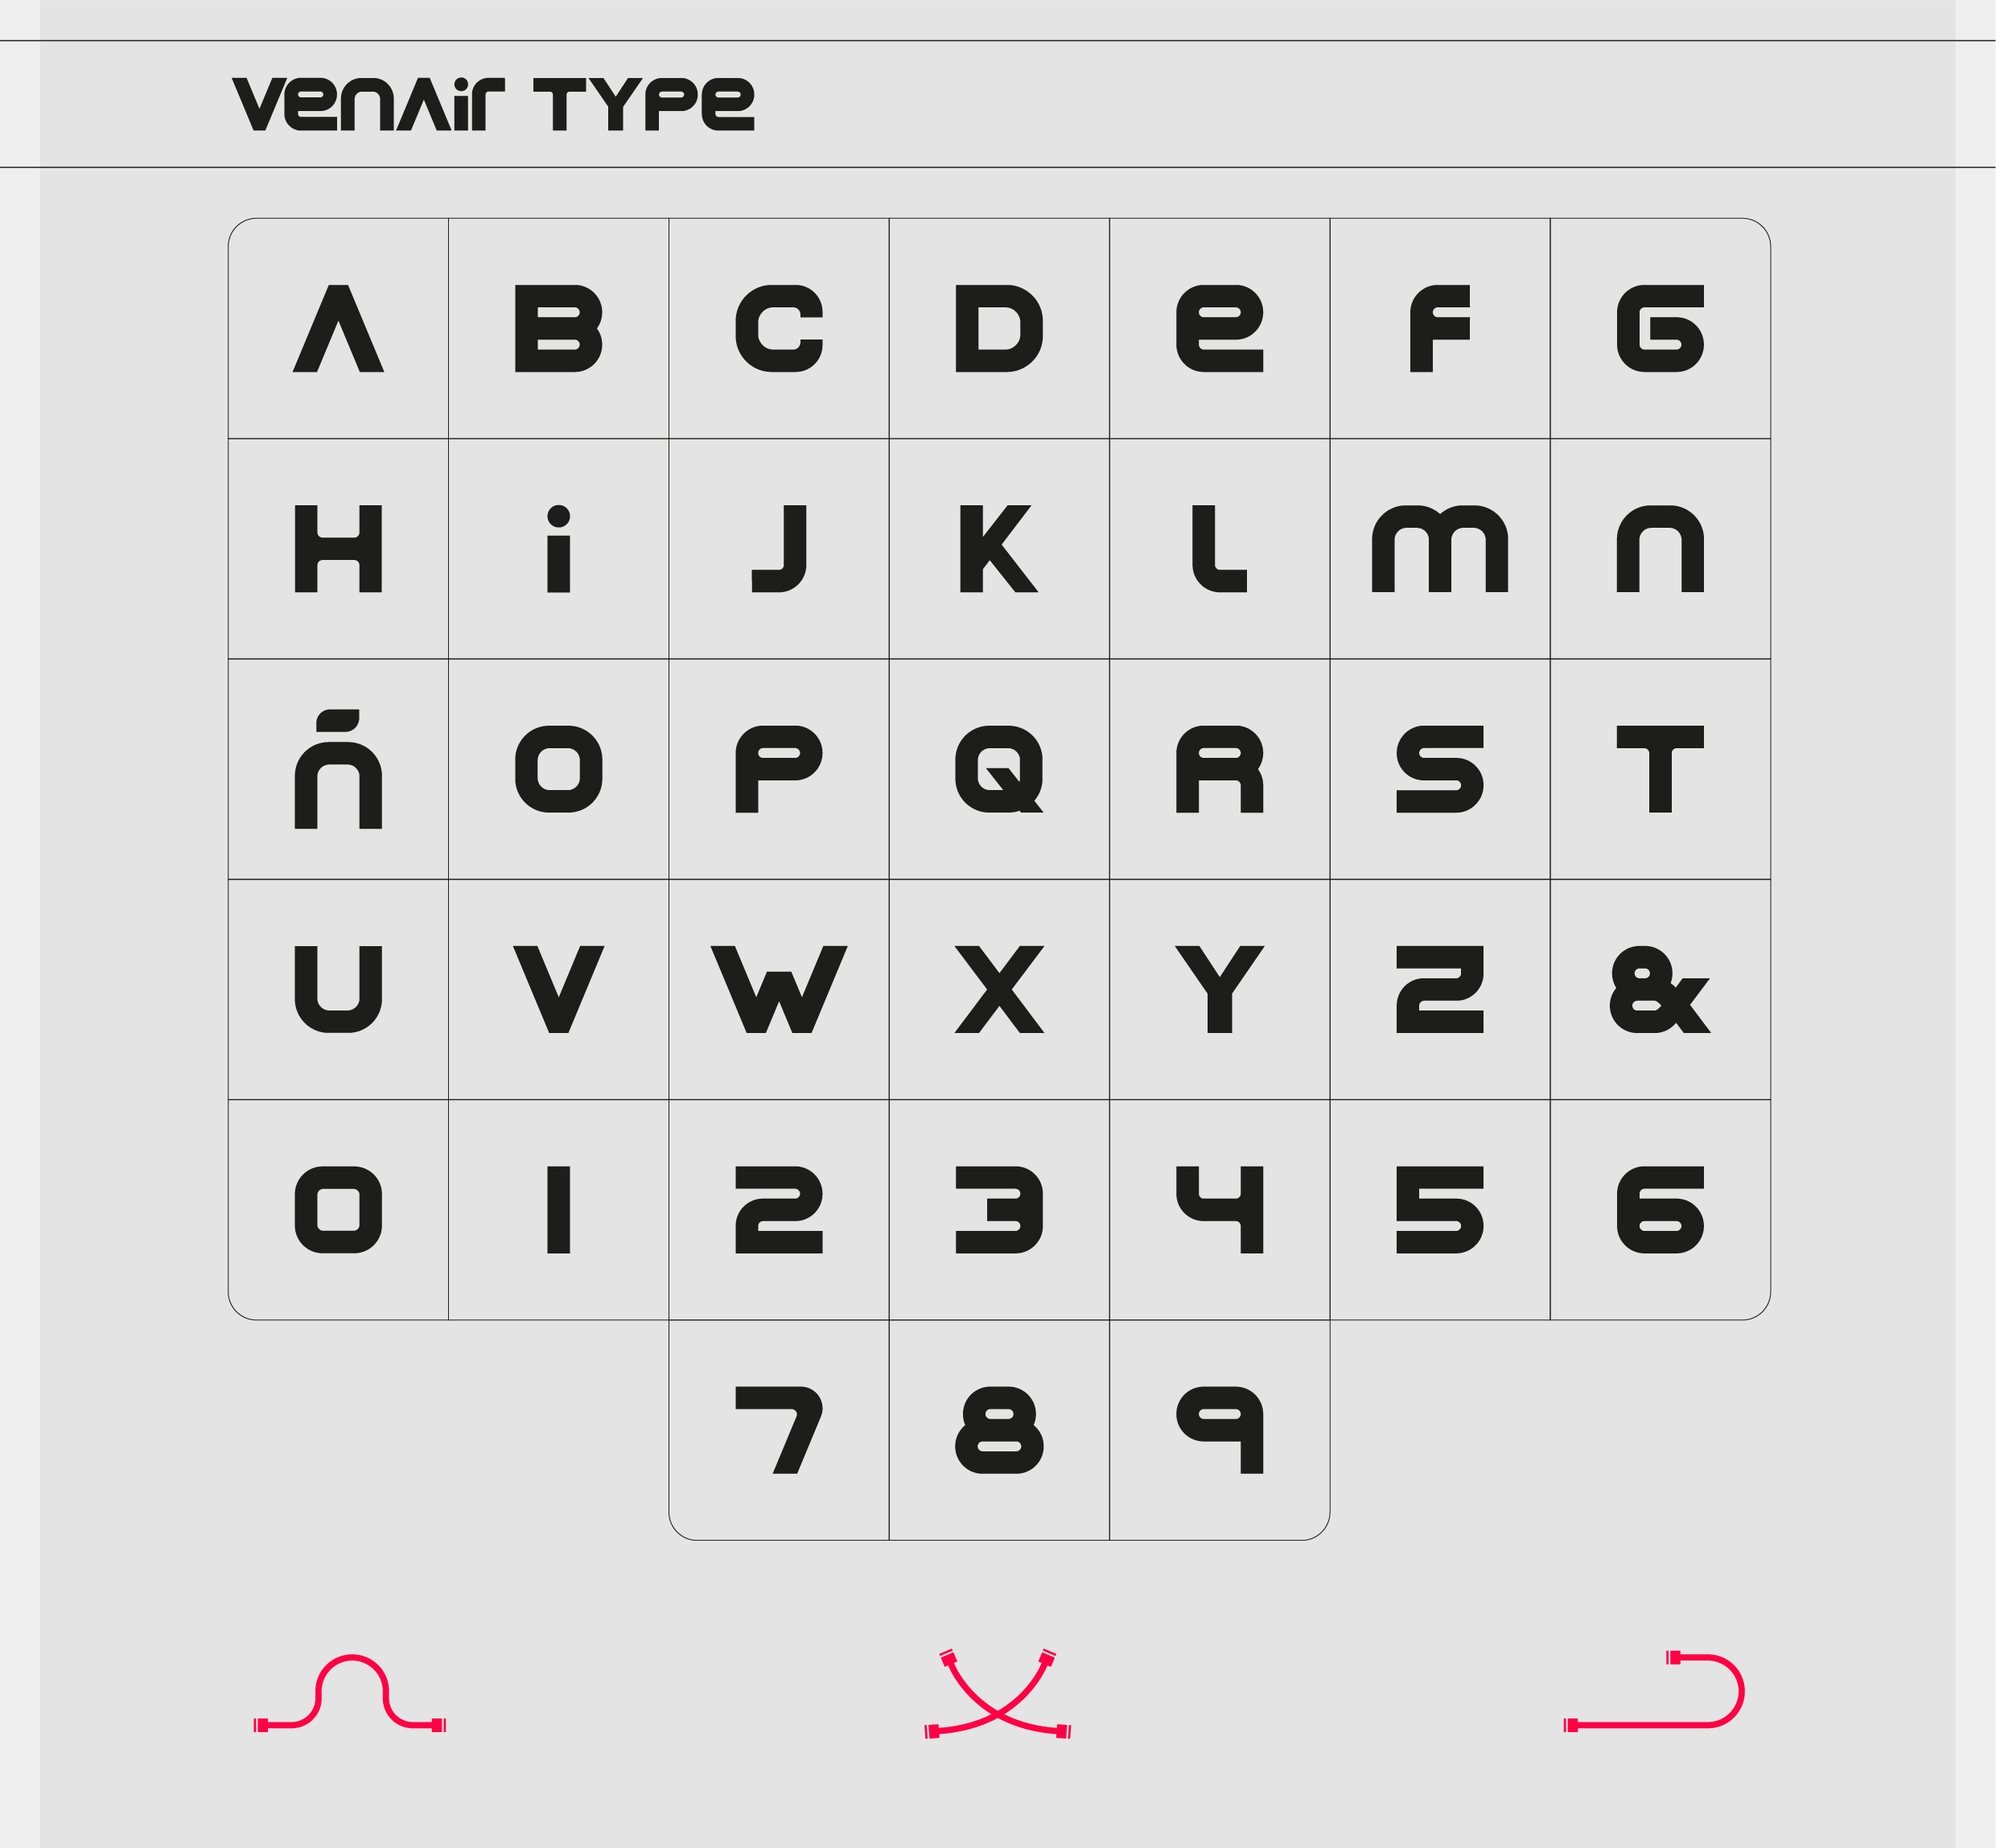 Venair Type
A B C D e F G
H i J K L m n
ñ O P Q R S T
U V W X Y Z &
0 1 2 3 4 5 6
7 8 9